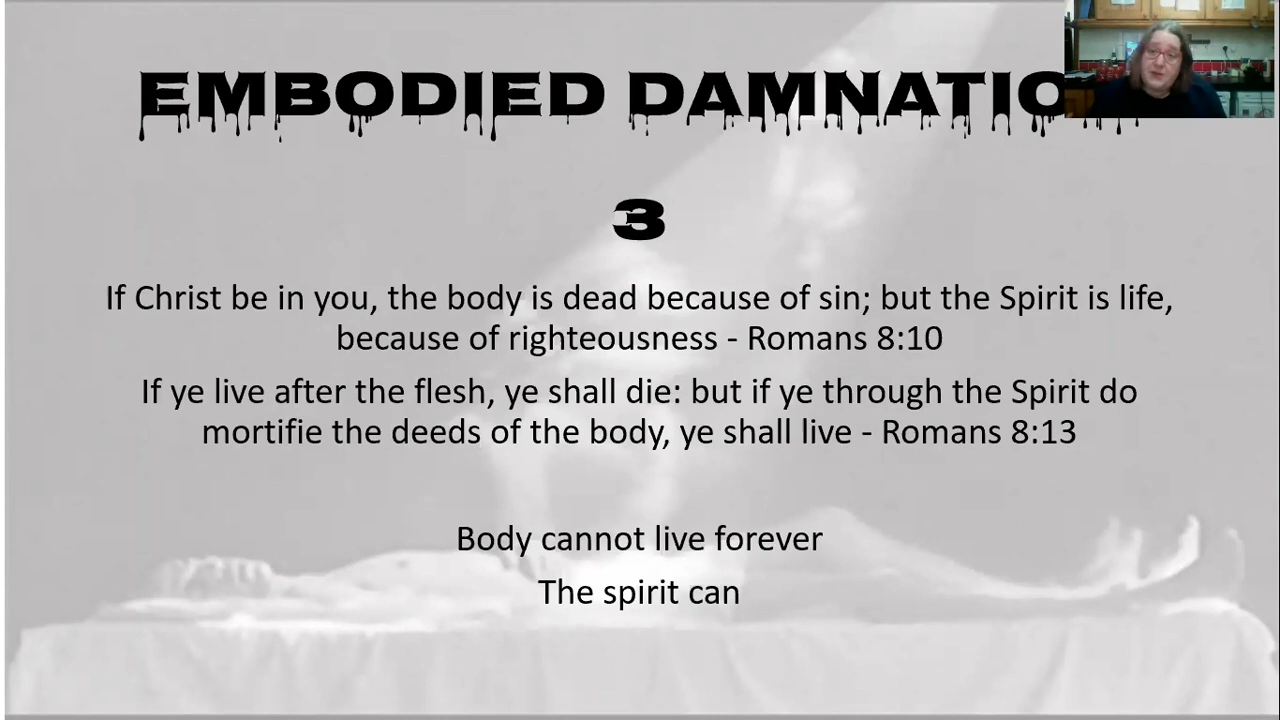 EMBODIED DAMNATIO
3
If Christ be in you, the body is dead because of sin; but the Spirit is life,
because of righteousness - Romans 8:10
If ye live after the flesh, ye shall die: but if ye through the Spirit do
mortifie the deeds of the body, ye shall live - Romans 8:13
Body cannot live forever
The spirit can